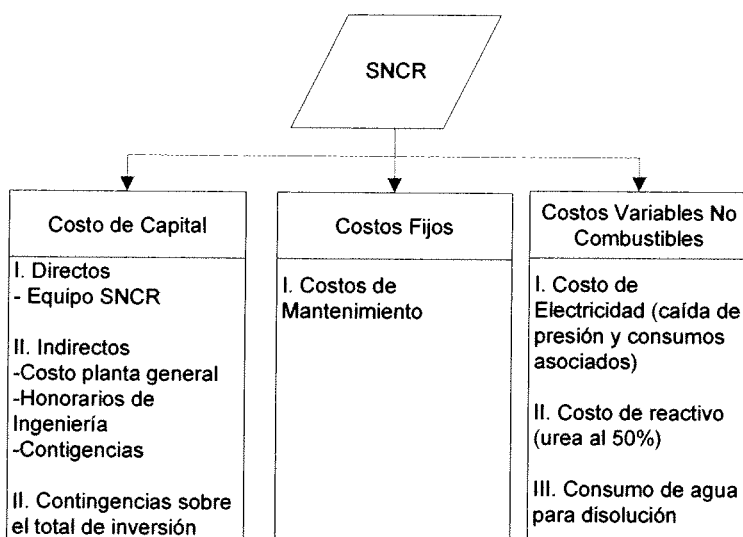 SNCR
Costo de Capital
I. Directos
- Equipo SNCR
II. Indirectos
-Costo planta general
-Honorarios de
Ingeniería
-Contigencias
II. Contingencias sobre
el total de inversión
Costos Fijos
I. Costos de
Mantenimiento
Costos Variables No
Combustibles
I. Costo de
Electricidad (caída de
presión y consumos
asociados)
II. Costo de reactivo
(urea al 50%)
III. Consumo de agua
para disolución